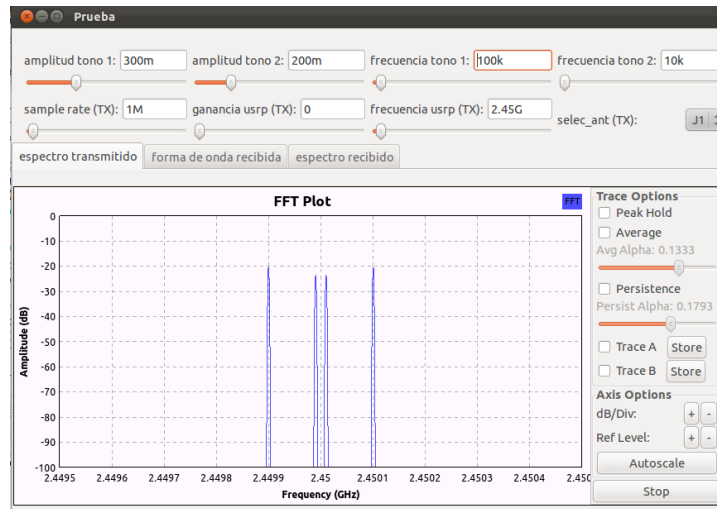 Prueba
amplitud tono 1: 300m amplitud tono 2: 200m frecuencia tono 1: 100k frecuencia tono 2: 10k
sample rate (TX): 1M ganancia usrp (TX): 0 frecuencia usrp (TX): 2.45G selec_ant (TX): J1
espectro transmitido forma de onda recibida espectro recibido
FFT Plot
FFT
0
-10
-20
-30
-40
-50
-60
-70
-80
-90
-100
Amplitude (dB)
2.4495 2.4496 2.4497 2.4498 2.4499 2.45 2.4501 2.4502 2.4503 2.4504 2.450
Frequency (GHz)
Trace Options
Peak Hold
Average
Avg Alpha: 0.1333
Persistence
Persist Alpha: 0.1793
Trace A Store
Trace B Store
Axis Options
dB/Div: + -
Ref Level: + -
Autoscale
Stop